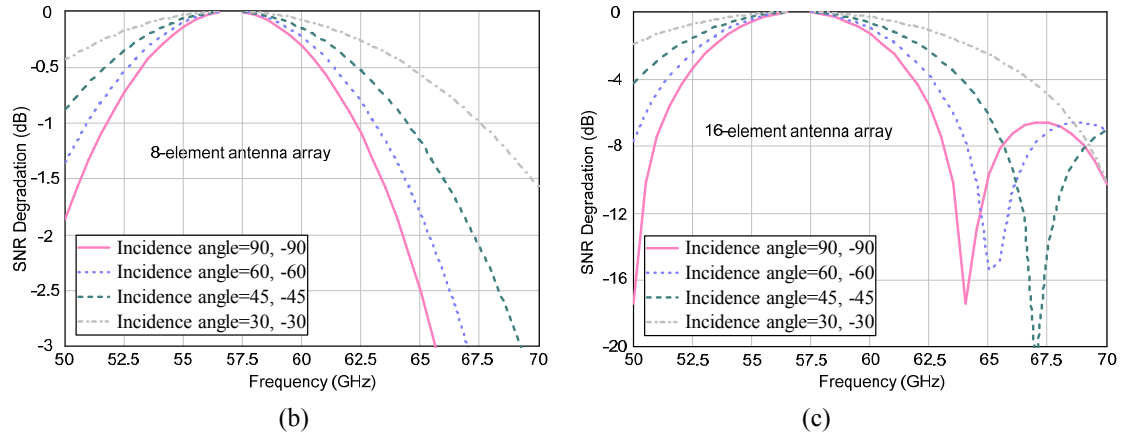 0
-0.5
-1
-1.5
-2
-2.5
-3
SNR Degradation (dB)
8-element antenna array
Incidence angle=90, -90
Incidence angle=60, -60
Incidence angle=45, -45
Incidence angle=30, -30
50 52.5 55 57.5 60 62.5 65 67.5 70
Frequency (GHz)
(b)
0
-4
-8
-12
-16
-20
SNR Degradation (dB)
16-element antenna array
Incidence angle=90, -90
Incidence angle=60, -60
Incidence angle=45, -45
Incidence angle=30, -30
50 52.5 55 57.5 60 62.5 65 67.5 70
Frequency (GHz)
(c)